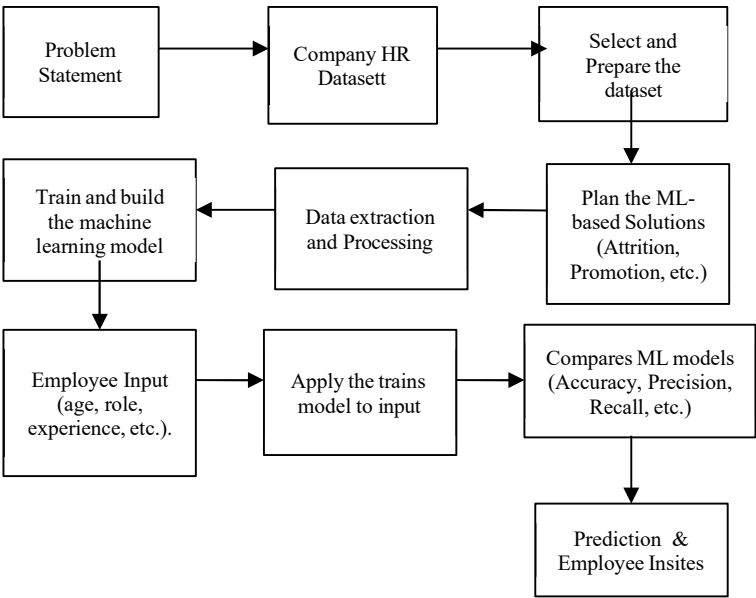 Problem
Statement
Company HR
Datasett
Select and
Prepare the
dataset
Plan the ML-
based Solutions
(Attrition,
Promotion, etc.)
Data extraction
and Processing
Train and build
the machine
learning model
Employee Input
(age, role,
experience, etc.).
Apply the trains
model to input
Compares ML models
(Accuracy, Precision,
Recall, etc.)
Prediction &
Employee Insites